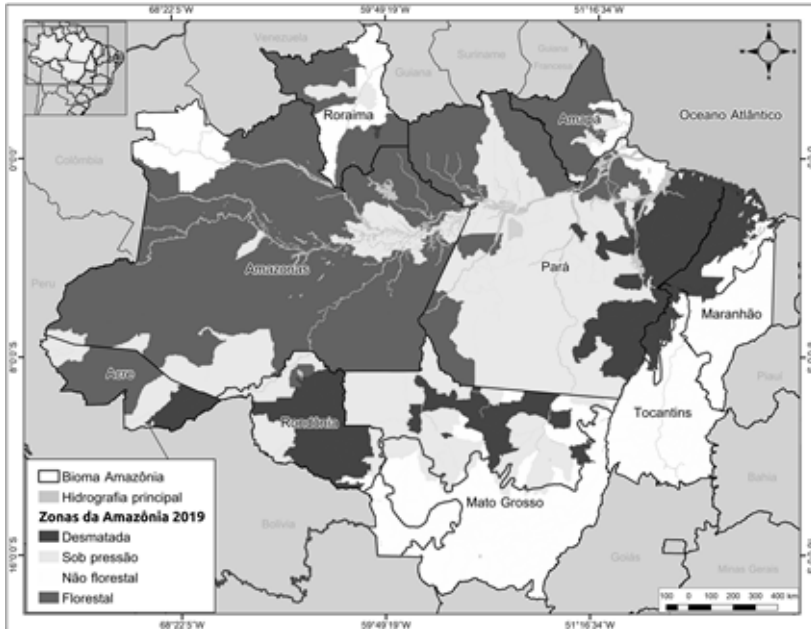 68°22'5"W 59°49'19"W 51°16'34"W
Venezuela
Suriname
Guiana
Francesa
Guiana
Roraima
Amapá
Oceano Atlântico
Colômbia
0°0'0"
0°0'0"
Amazonas
Pará
Peru
Maranhão
8°0'0"S
Acre
Piauí
Rondônia
Tocantins
Bahia
Mato Grosso
Bolívia
Goiás
16°0'0"S
Minas Gerais
Bioma Amazônia
Hidrografia principal
Zonas da Amazônia 2019
Desmatada
Sob pressão
Não florestal
Florestal
100 0 100 200 300 400 km
68°22'5"W 59°49'19"W 51°16'34"W